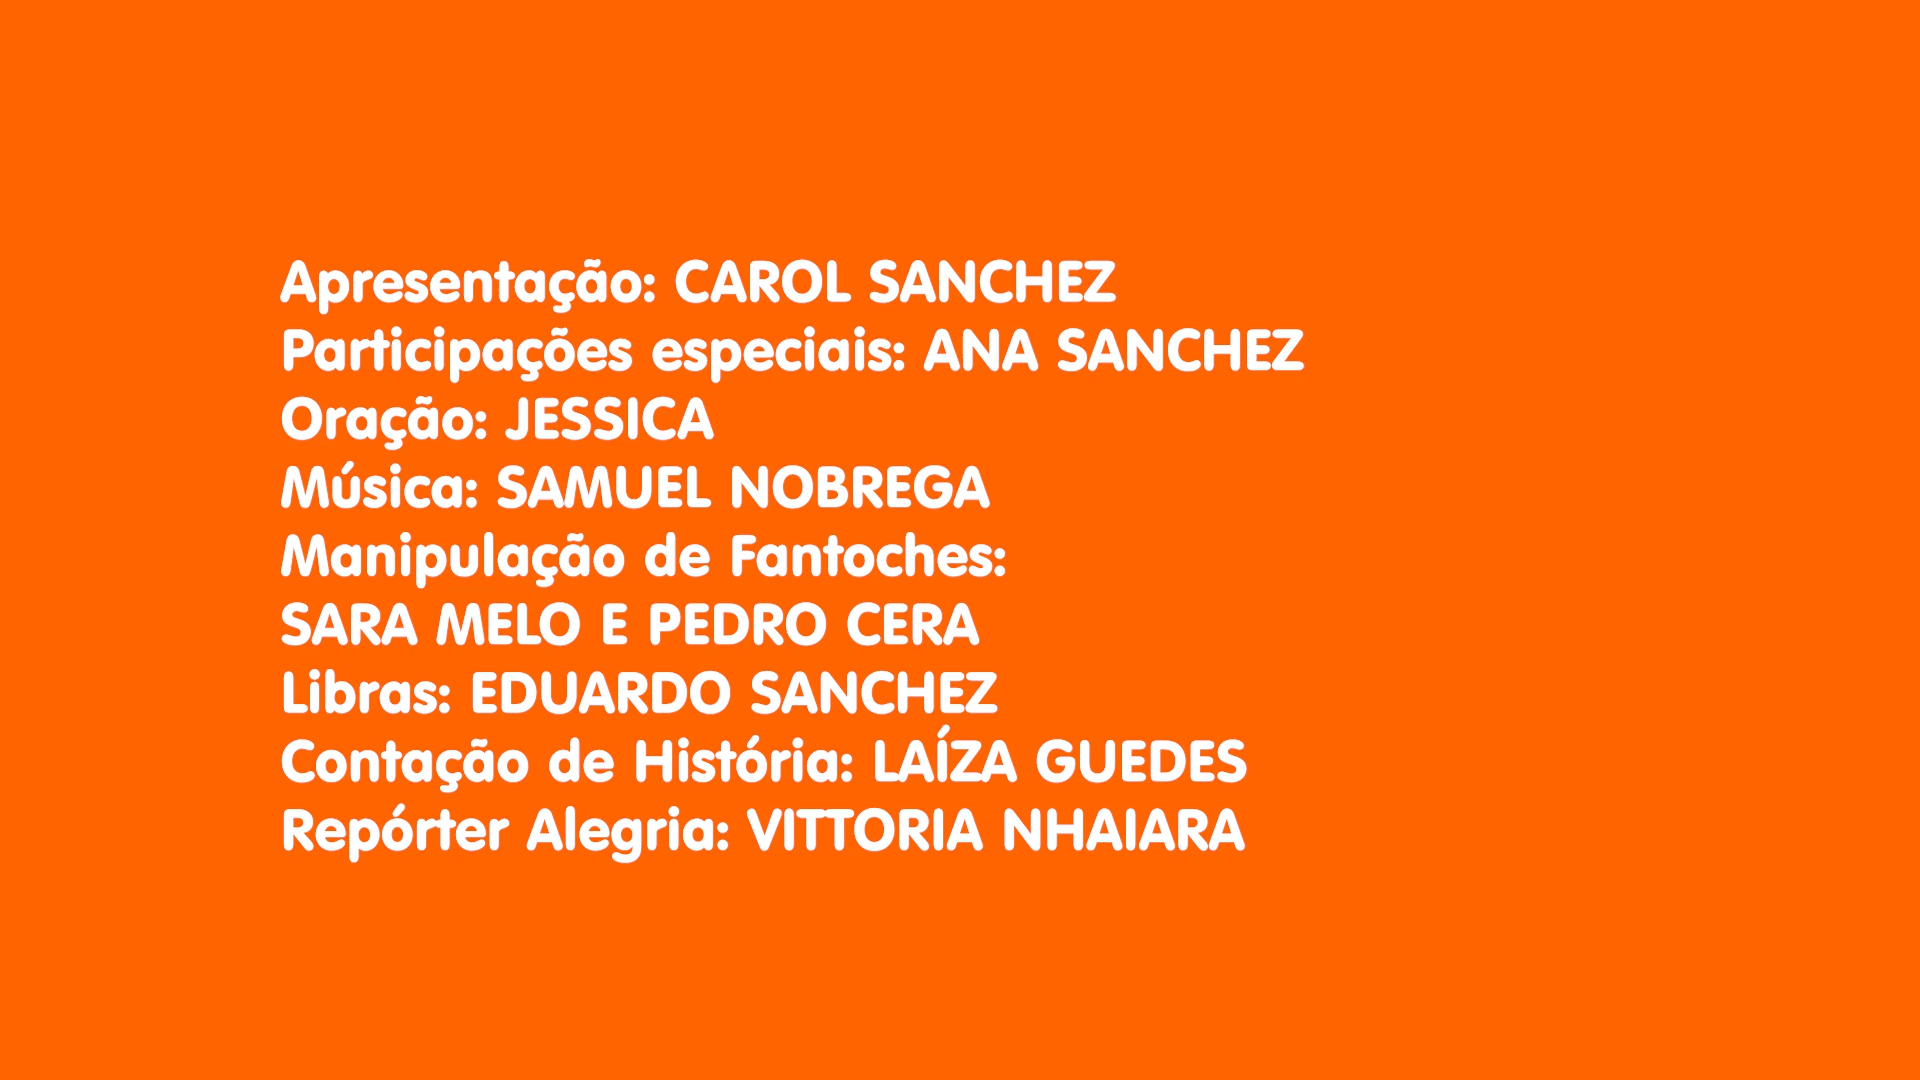 Apresentação: CAROL SANCHEZ
Participações especiais: ANA SANCHEZ
Oração: JESSICA
Música: SAMUEL NOBREGA
Manipulação de Fantoches:
SARA MELO E PEDRO CERA
Libras: EDUARDO SANCHEZ
Contação de História: LAÍZA GUEDES
Repórter Alegria: VITTORIA NHAIARA